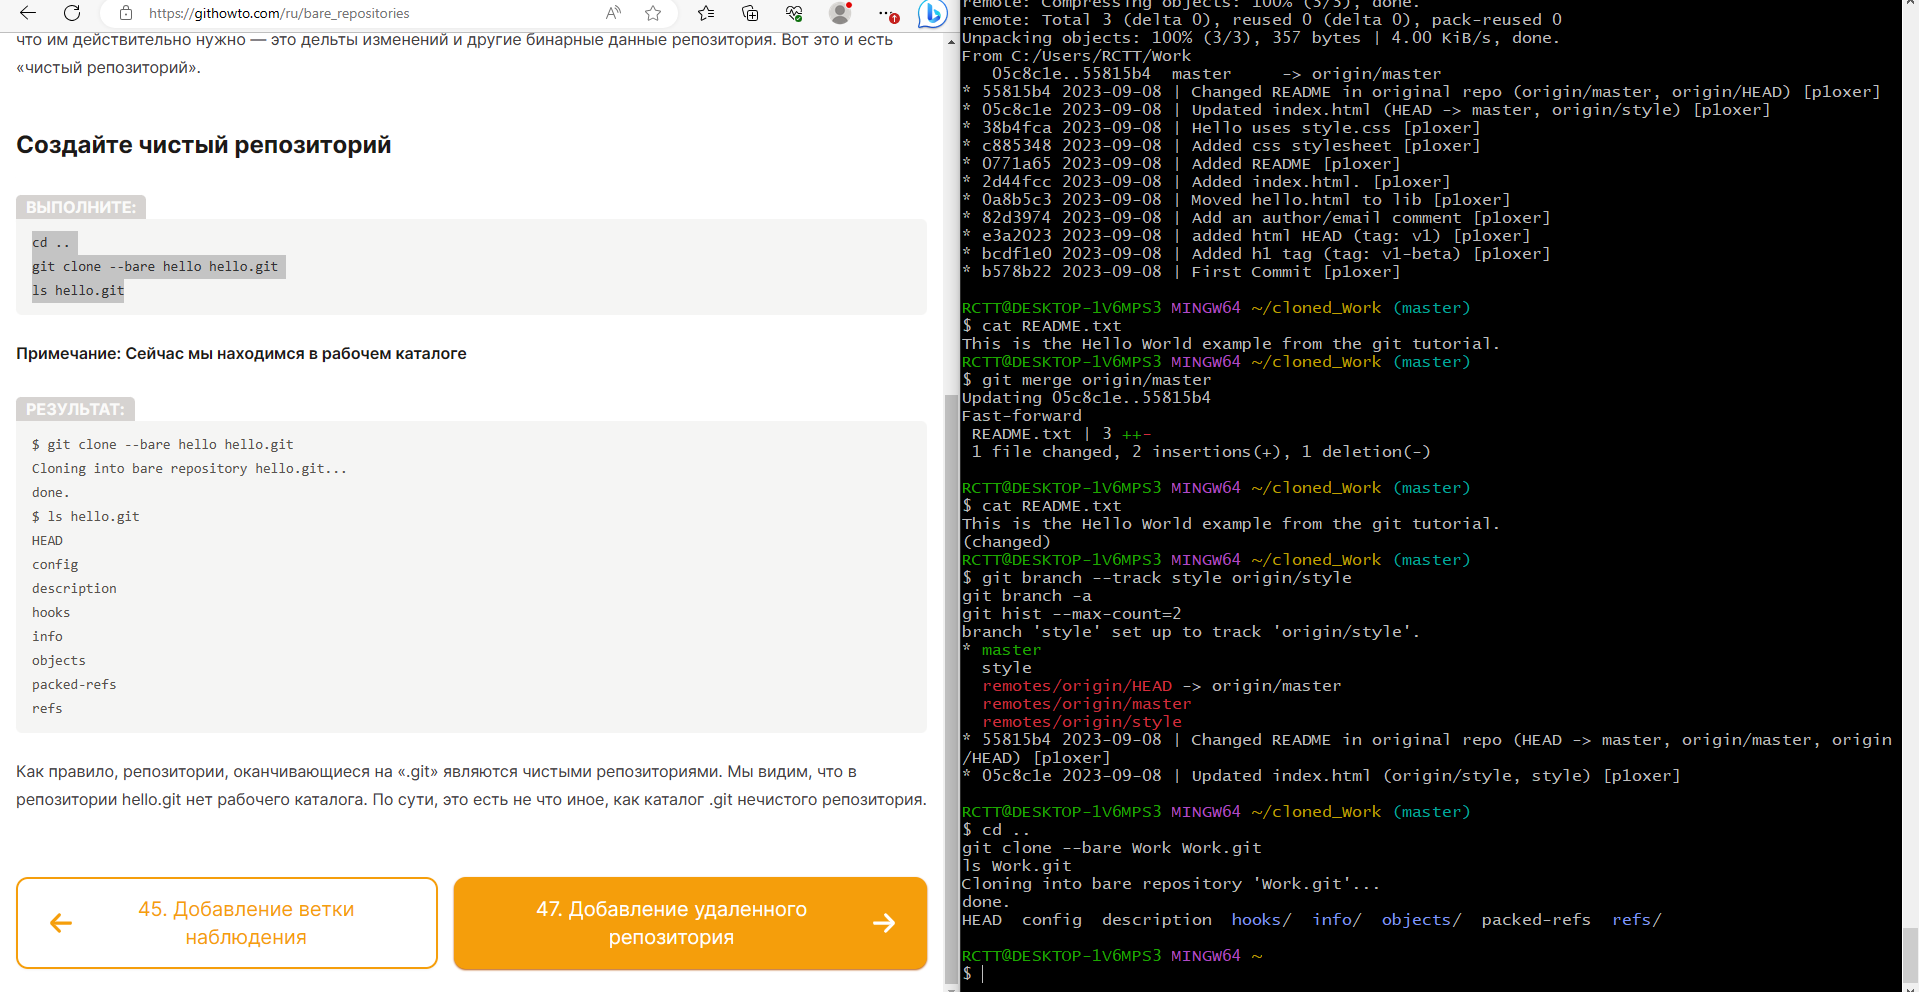 https://githowto.com/ru/bare_repositories
что им действительно нужно — это дельты изменений и другие бинарные данные репозитория. Вот это и есть
«чистый репозиторий».
Создайте чистый репозиторий
ВЫПОЛНИТЕ:
cd ..
git clone --bare hello hello.git
ls hello.git
Примечание: Сейчас мы находимся в рабочем каталоге
РЕЗУЛЬТАТ:
$ git clone --bare hello hello.git
Cloning into bare repository hello.git...
done.
$ ls hello.git
HEAD
config
description
hooks
info
objects
packed-refs
refs
Как правило, репозитории, оканчивающиеся на «.git» являются чистыми репозиториями. Мы видим, что в
репозитории hello.git нет рабочего каталога. По сути, это есть не что иное, как каталог .git нечистого репозитория.
45. Добавление ветки
наблюдения
47. Добавление удаленного
репозитория
remote: Compressing objects: 100% (3/3), done.
remote: Total 3 (delta 0), reused 0 (delta 0), pack-reused 0
Unpacking objects: 100% (3/3), 357 bytes | 4.00 KiB/s, done.
From C:/Users/RCTT/Work
05c8c1e..55815b4  master     -> origin/master
* 55815b4 2023-09-08 | Changed README in original repo (origin/master, origin/HEAD) [p1oxer]
* 05c8c1e 2023-09-08 | Updated index.html (HEAD -> master, origin/style) [p1oxer]
* 38b4fca 2023-09-08 | Hello uses style.css [p1oxer]
* c885348 2023-09-08 | Added css stylesheet [p1oxer]
* 0771a65 2023-09-08 | Added README [p1oxer]
* 2d44fcc 2023-09-08 | Added index.html. [p1oxer]
* 0a8b5c3 2023-09-08 | Moved hello.html to lib [p1oxer]
* 82d3974 2023-09-08 | Add an author/email comment [p1oxer]
* e3a2023 2023-09-08 | added html HEAD (tag: v1) [p1oxer]
* bcdf1e0 2023-09-08 | Added h1 tag (tag: v1-beta) [p1oxer]
* b578b22 2023-09-08 | First Commit [p1oxer]
RCTT@DESKTOP-1V6MPS3 MINGW64 ~/cloned_Work (master)
$ cat README.txt
This is the Hello World example from the git tutorial.
RCTT@DESKTOP-1V6MPS3 MINGW64 ~/cloned_Work (master)
$ git merge origin/master
Updating 05c8c1e..55815b4
Fast-forward
README.txt | 3 ++-
1 file changed, 2 insertions(+), 1 deletion(-)
RCTT@DESKTOP-1V6MPS3 MINGW64 ~/cloned_Work (master)
$ cat README.txt
This is the Hello World example from the git tutorial.
(changed)
RCTT@DESKTOP-1V6MPS3 MINGW64 ~/cloned_Work (master)
$ git branch --track style origin/style
git branch -a
git hist --max-count=2
branch 'style' set up to track 'origin/style'.
* master
style
remotes/origin/HEAD -> origin/master
remotes/origin/master
remotes/origin/style
* 55815b4 2023-09-08 | Changed README in original repo (HEAD -> master, origin/master, origin
/HEAD) [p1oxer]
* 05c8c1e 2023-09-08 | Updated index.html (origin/style, style) [p1oxer]
RCTT@DESKTOP-1V6MPS3 MINGW64 ~/cloned_Work (master)
$ cd ..
git clone --bare Work Work.git
ls Work.git
Cloning into bare repository 'Work.git'...
done.
HEAD  config  description  hooks/  info/  objects/  packed-refs  refs/
RCTT@DESKTOP-1V6MPS3 MINGW64 ~
$